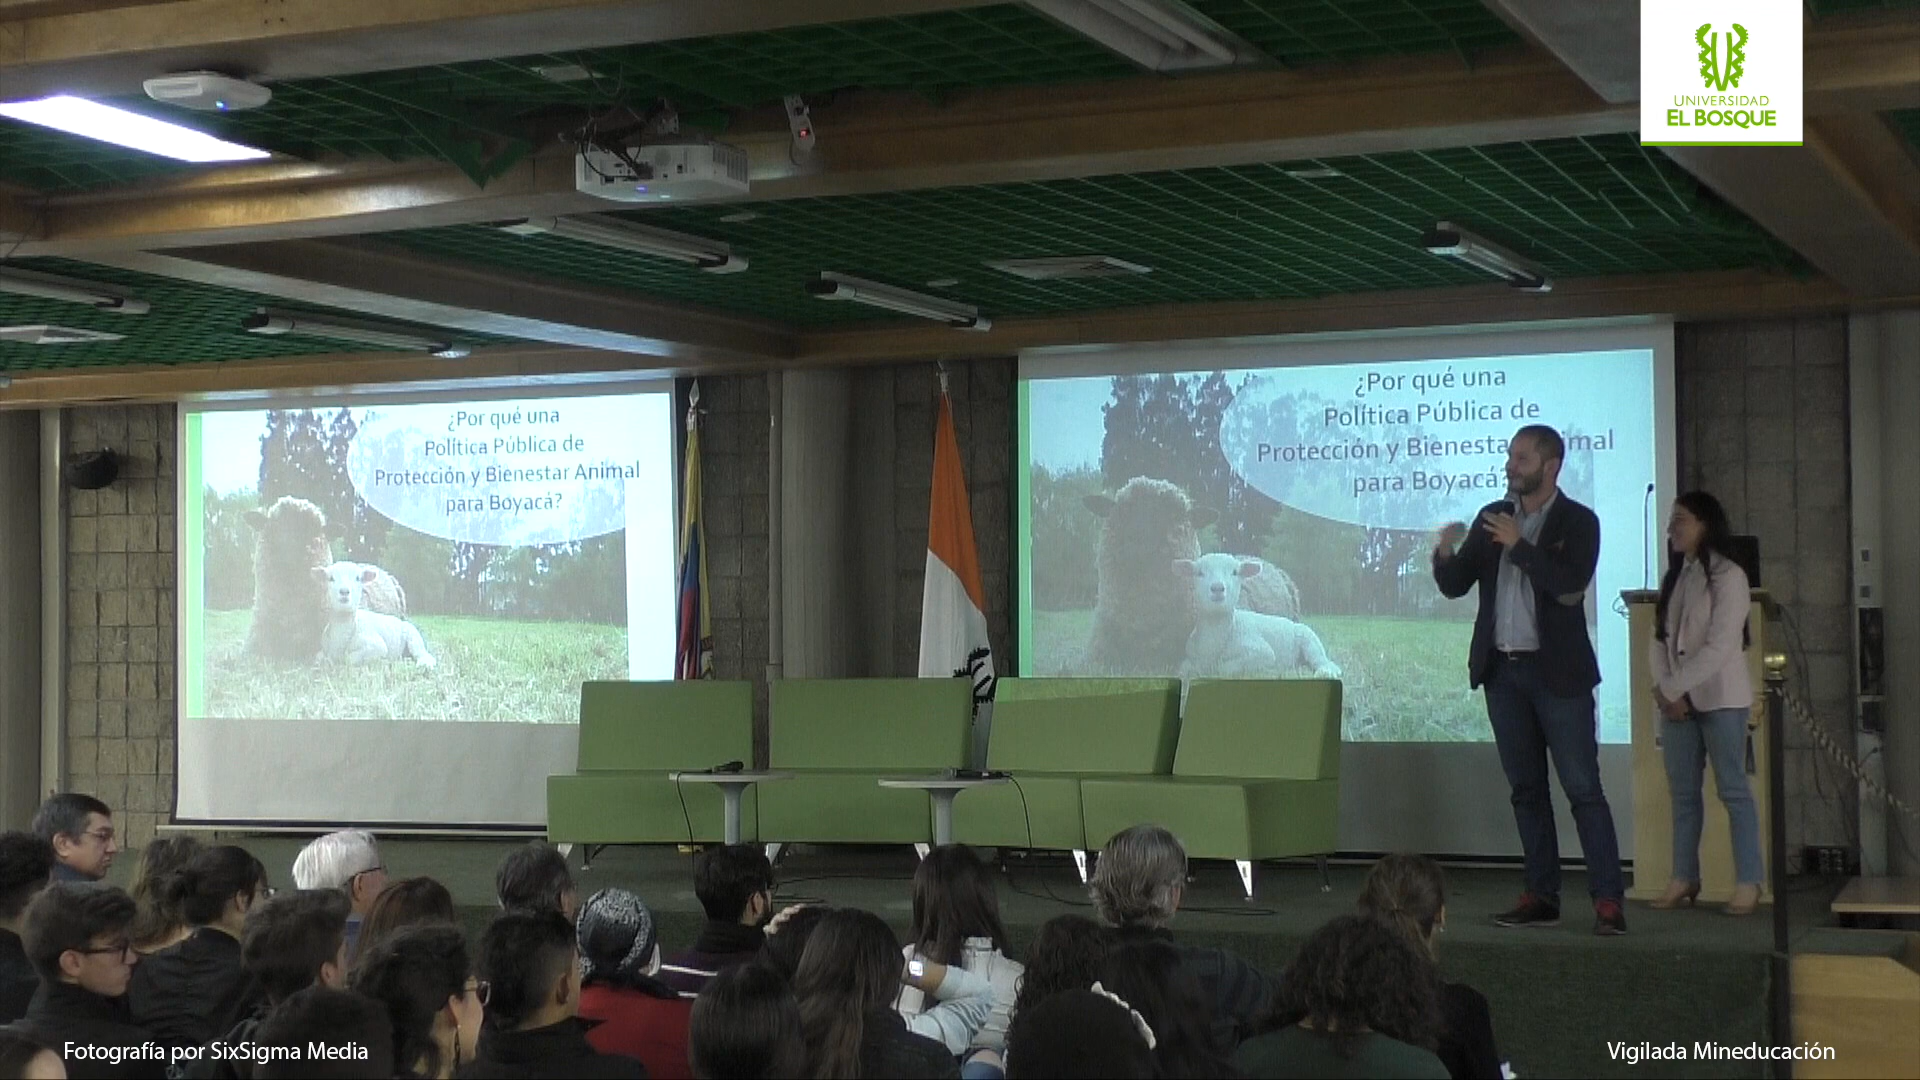 UNIVERSIDAD
EL BOSQUE
¿Por qué una
Política Pública de
Protección y Bienestar Animal
para Boyacá?
¿Por qué una
Política Pública de
Protección y Bienesta imal
para Boyacá?
Fotografía por SixSigma Media
Vigilada Mineducación